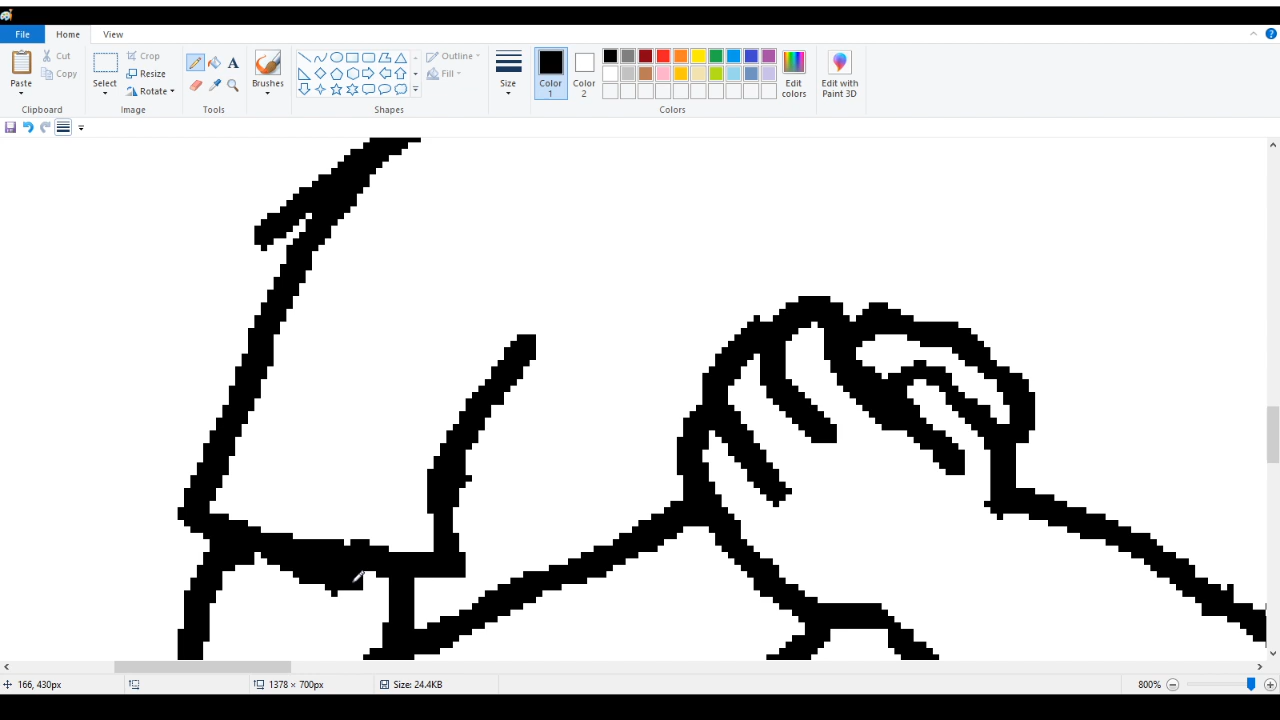 File Home View
Paste Cut Copy Select Crop Resize Rotate A Brushes Outline Fill Size Color 1 Color 2 Edit colors Edit with Paint 3D
Clipboard Image Tools Shapes Colors
166, 430px 1378 × 700px Size: 24.4KB 800%